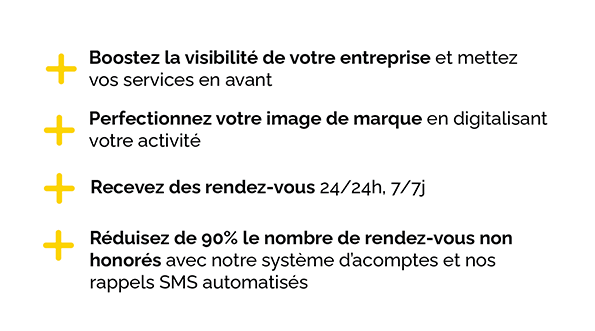 Boostez la visibilité de votre entreprise et mettez
vos services en avant
Perfectionnez votre image de marque en digitalisant
votre activité
Recevez des rendez-vous 24/24h, 7/7j
Réduisez de 90% le nombre de rendez-vous non
honorés avec notre système d'acomptes et nos
rappels SMS automatisés